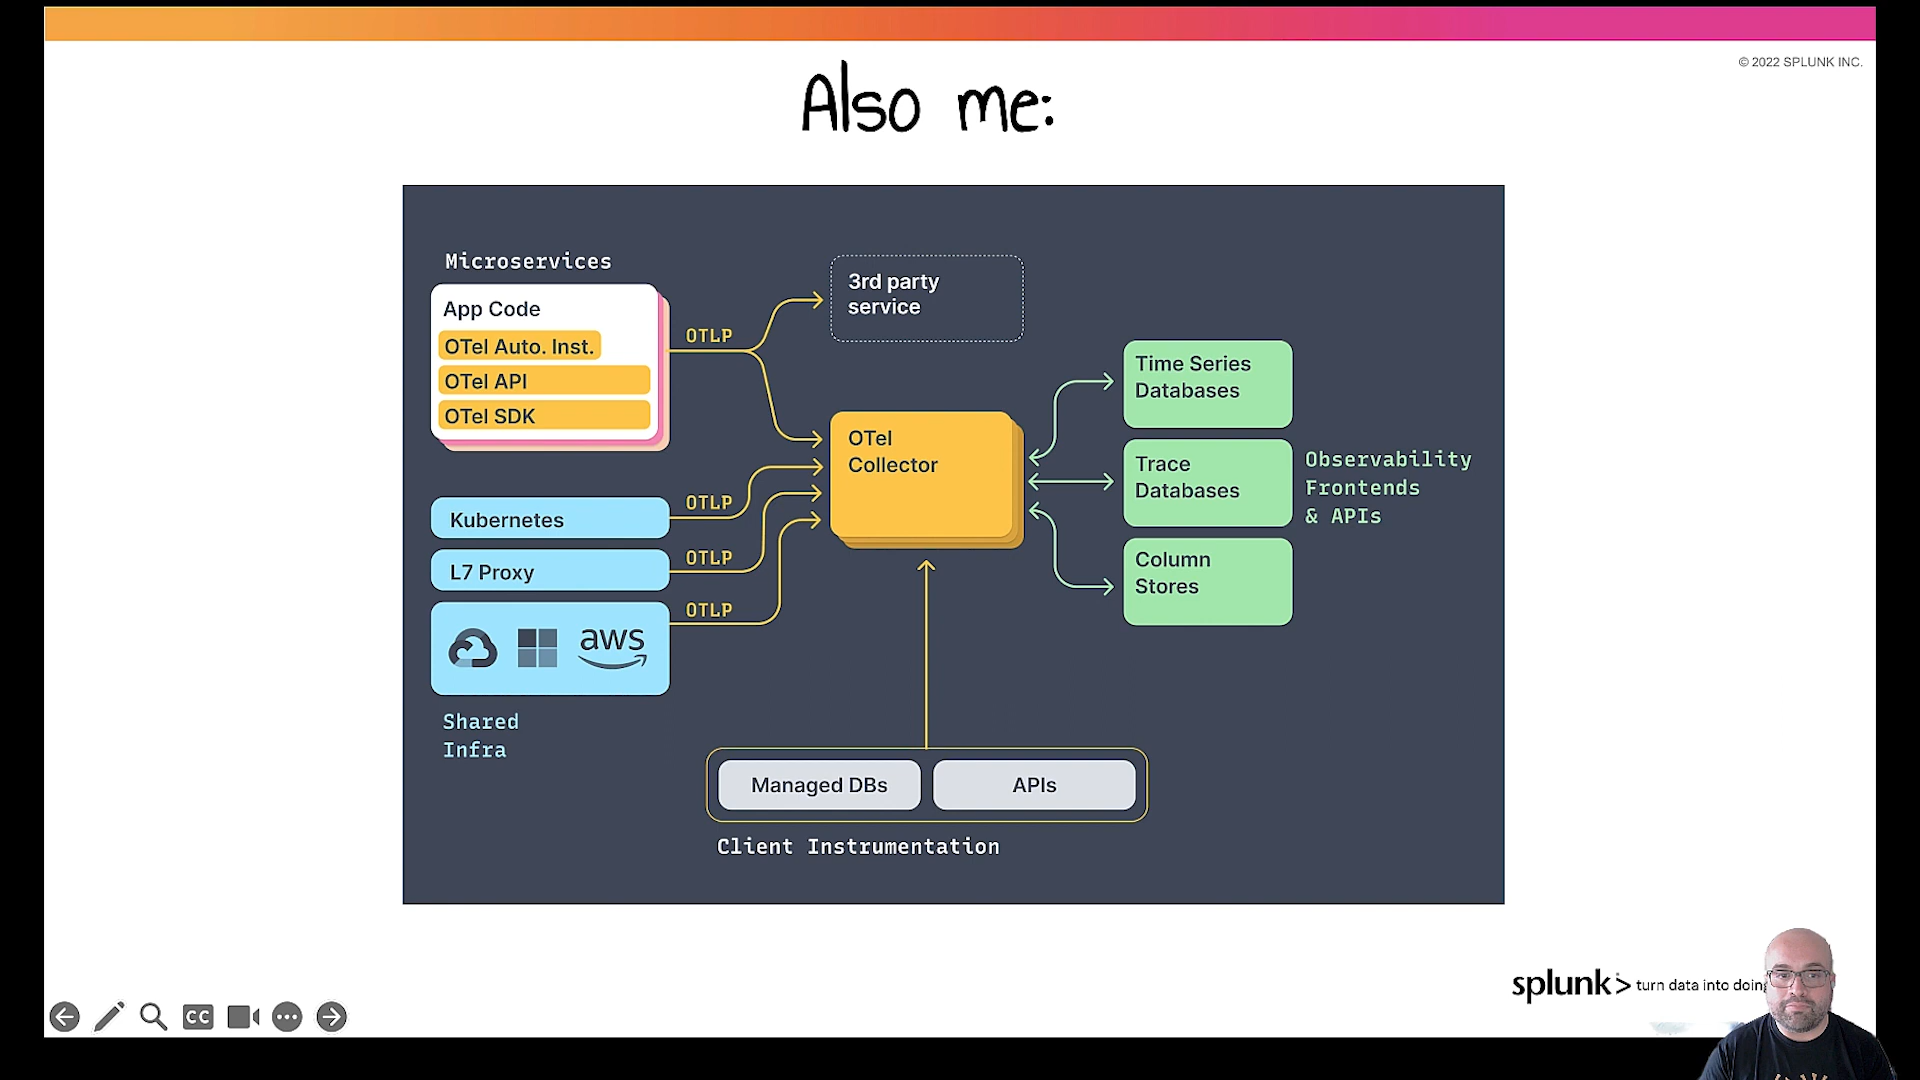 © 2022 SPLUNK INC.
Also me:
Microservices
App Code
OTel Auto. Inst.
OTel API
OTel SDK
OTLP
3rd party
service
OTel
Collector
Kubernetes
OTLP
L7 Proxy
OTLP
aws
OTLP
Shared
Infra
Time Series
Databases
Trace
Databases
Column
Stores
Observability
Frontends
& APIs
Managed DBs
APIs
Client Instrumentation
splunk> turn data into doing
CC